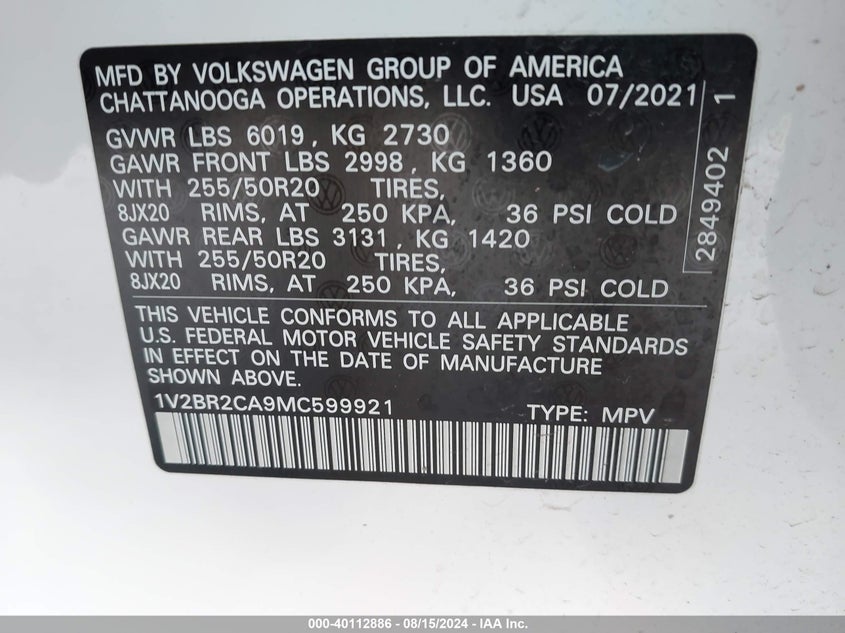 MFD BY VOLKSWAGEN GROUP OF AMERICA
CHATTANOOGA OPERATIONS, LLC. USA 07/2021
GVWR LBS 6019, KG 2730
GAWR FRONT LBS 2998, KG 1360
WITH 255/50R20 TIRES,
8JX20 RIMS, AT 250 KPA, 36 PSI COLD
GAWR REAR LBS 3131, KG 1420
WITH 255/50R20 TIRES,
8JX20 RIMS, AT 250 KPA, 36 PSI COLD
2849402 1
THIS VEHICLE CONFORMS TO ALL APPLICABLE
U.S. FEDERAL MOTOR VEHICLE SAFETY STANDARDS
IN EFFECT ON THE DATE OF MANUFACTURE
SHOWN ABOVE.
1V2BR2CA9MC599921 TYPE: MPV
000-40112886 - 08/15/2024 - IAA Inc.